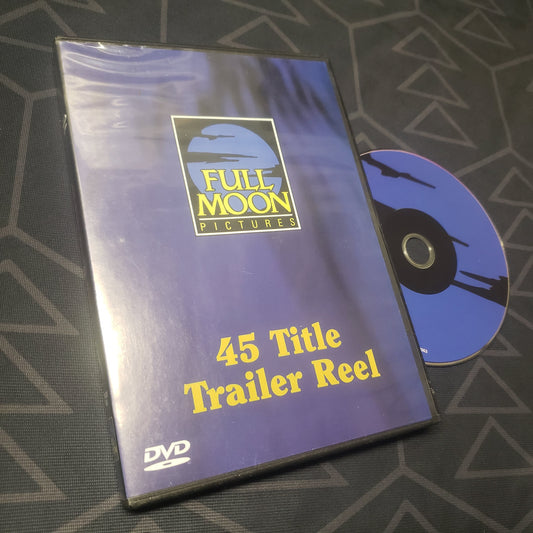 FULL
MOON
PICTURES
45 Title
Trailer Reel
DVD